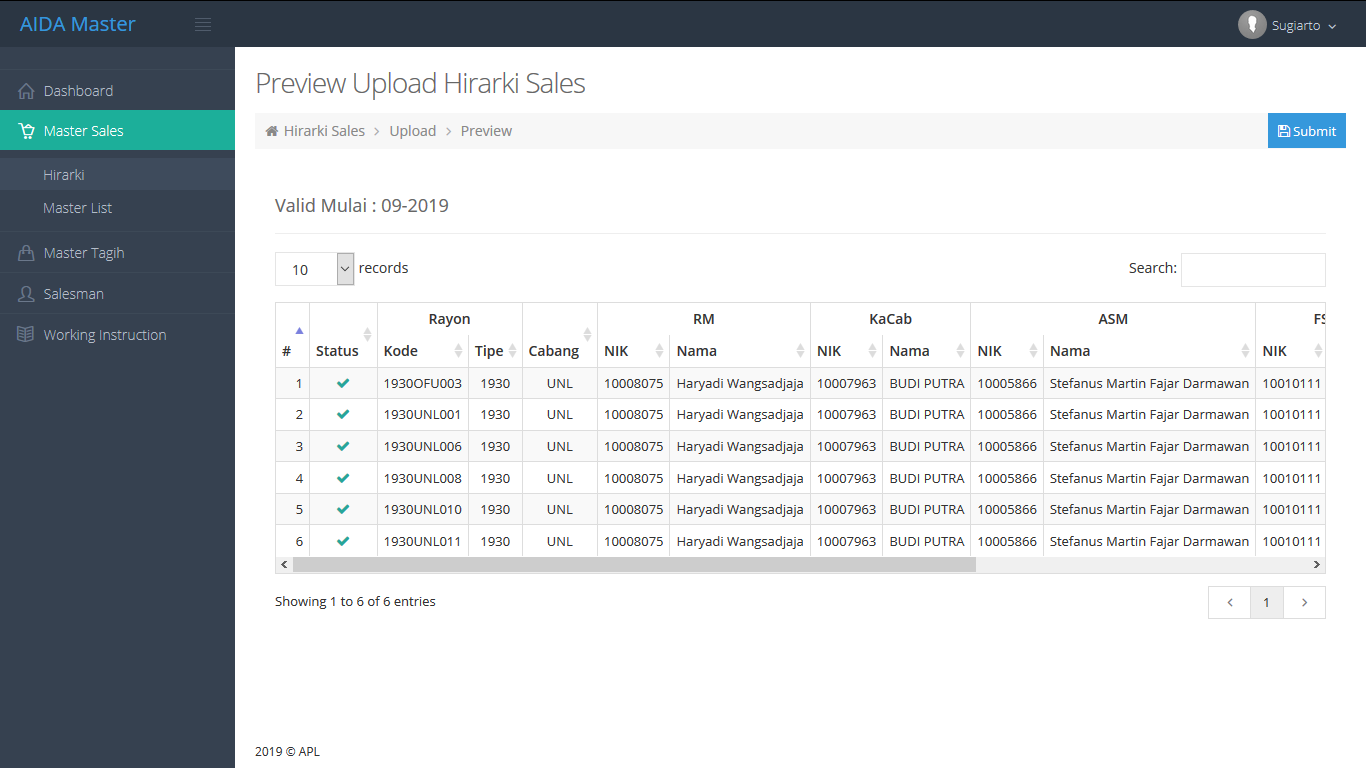 AIDA Master
Sugiarto
Dashboard
Master Sales
Hirarki
Master List
Master Tagih
Salesman
Working Instruction
Preview Upload Hirarki Sales
Hirarki Sales > Upload > Preview
Submit
Valid Mulai : 09-2019
10 records
Search:
Rayon RM KaCab ASM FS
# Status Kode Tipe Cabang NIK Nama NIK Nama NIK Nama NIK
1 1930OFU003 1930 UNL 10008075 Haryadi Wangsadjaja 10007963 BUDI PUTRA 10005866 Stefanus Martin Fajar Darmawan 10010111
2 1930UNL001 1930 UNL 10008075 Haryadi Wangsadjaja 10007963 BUDI PUTRA 10005866 Stefanus Martin Fajar Darmawan 10010111
3 1930UNL006 1930 UNL 10008075 Haryadi Wangsadjaja 10007963 BUDI PUTRA 10005866 Stefanus Martin Fajar Darmawan 10010111
4 1930UNL008 1930 UNL 10008075 Haryadi Wangsadjaja 10007963 BUDI PUTRA 10005866 Stefanus Martin Fajar Darmawan 10010111
5 1930UNL010 1930 UNL 10008075 Haryadi Wangsadjaja 10007963 BUDI PUTRA 10005866 Stefanus Martin Fajar Darmawan 10010111
6 1930UNL011 1930 UNL 10008075 Haryadi Wangsadjaja 10007963 BUDI PUTRA 10005866 Stefanus Martin Fajar Darmawan 10010111
Showing 1 to 6 of 6 entries
< 1 >
2019 © APL